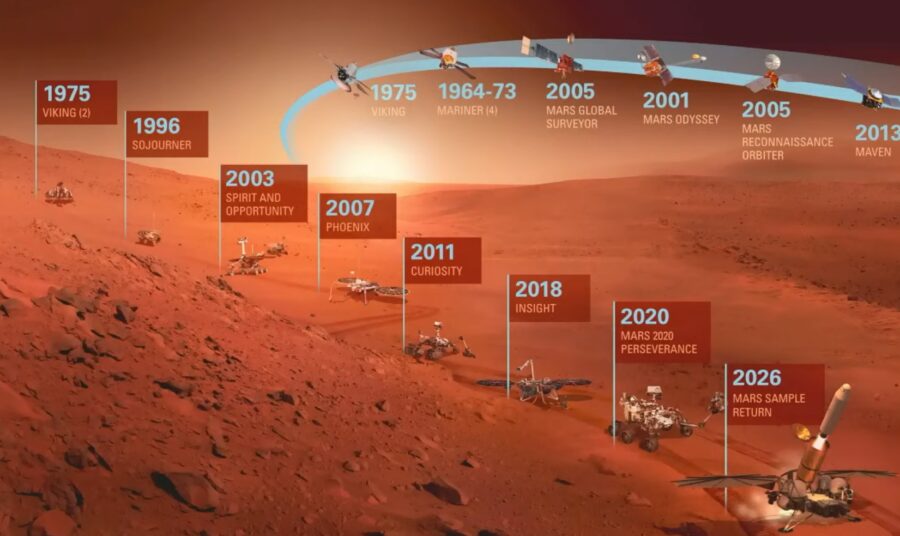 1975
VIKING (2)
1996
SOJOURNER
2003
SPIRIT AND
OPPORTUNITY
2007
PHOENIX
2011
CURIOSITY
2018
INSIGHT
2020
MARS 2020
PERSEVERANCE
2026
MARS SAMPLE
RETURN
1975
VIKING
1964-73
MARINER (4)
2005
MARS GLOBAL
SURVEYOR
2001
MARS ODYSSEY
2005
MARS
RECONNAISSANCE
ORBITER
2013
MAVEN